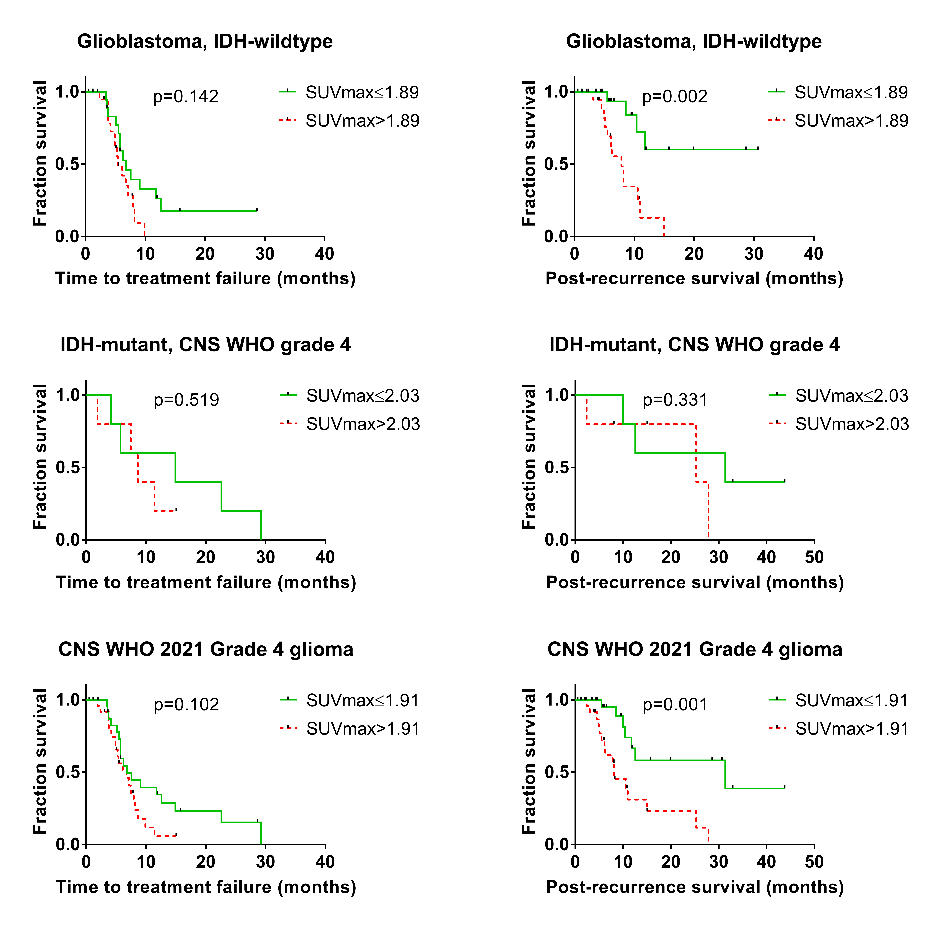 Glioblastoma, IDH-wildtype
Fraction survival
1.0
0.5
0.0
p=0.142
SUVmax≤1.89
SUVmax>1.89
0 10 20 30 40
Time to treatment failure (months)
Glioblastoma, IDH-wildtype
Fraction survival
1.0
0.5
0.0
p=0.002
SUVmax≤1.89
SUVmax>1.89
0 10 20 30 40
Post-recurrence survival (months)
IDH-mutant, CNS WHO grade 4
Fraction survival
1.0
0.5
0.0
p=0.519
SUVmax≤2.03
SUVmax>2.03
0 10 20 30 40
Time to treatment failure (months)
IDH-mutant, CNS WHO grade 4
Fraction survival
1.0
0.5
0.0
p=0.331
SUVmax≤2.03
SUVmax>2.03
0 10 20 30 40 50
Post-recurrence survival (months)
CNS WHO 2021 Grade 4 glioma
Fraction survival
1.0
0.5
0.0
p=0.102
SUVmax≤1.91
SUVmax>1.91
0 10 20 30 40
Time to treatment failure (months)
CNS WHO 2021 Grade 4 glioma
Fraction survival
1.0
0.5
0.0
p=0.001
SUVmax≤1.91
SUVmax>1.91
0 10 20 30 40 50
Post-recurrence survival (months)